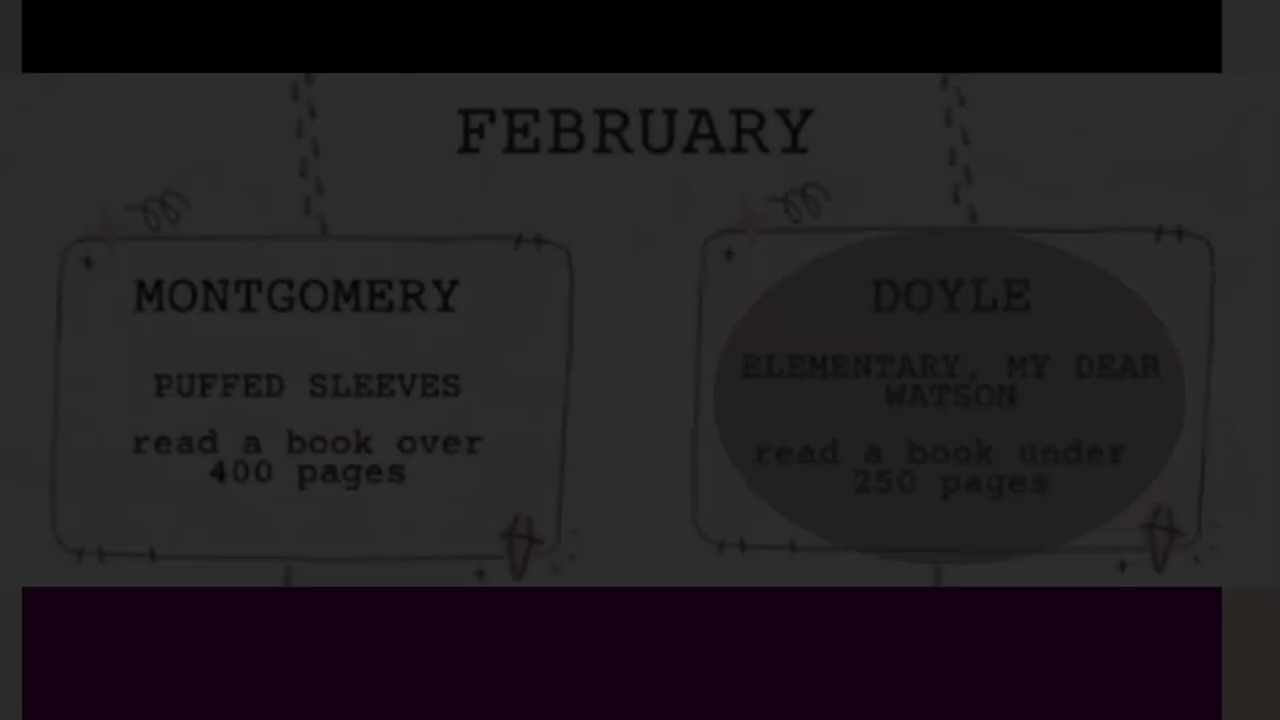 FEBRUARY
MONTGOMERY
PUFFED SLEEVES
read a book over
400 pages
DOYLE
ELEMENTARY, MY DEAR
WATSON
read a book under
250 pages